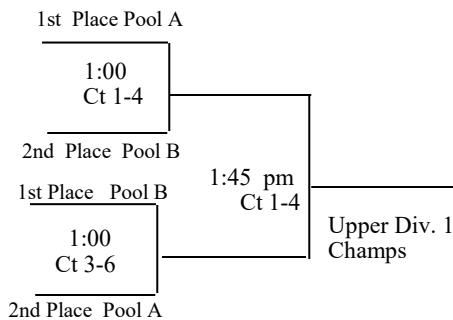 1st Place Pool A
1:00
Ct 1-4
2nd Place Pool B
1st Place Pool B
1:00
Ct 3-6
2nd Place Pool A
1:45 pm
Ct 1-4
Upper Div. 1
Champs